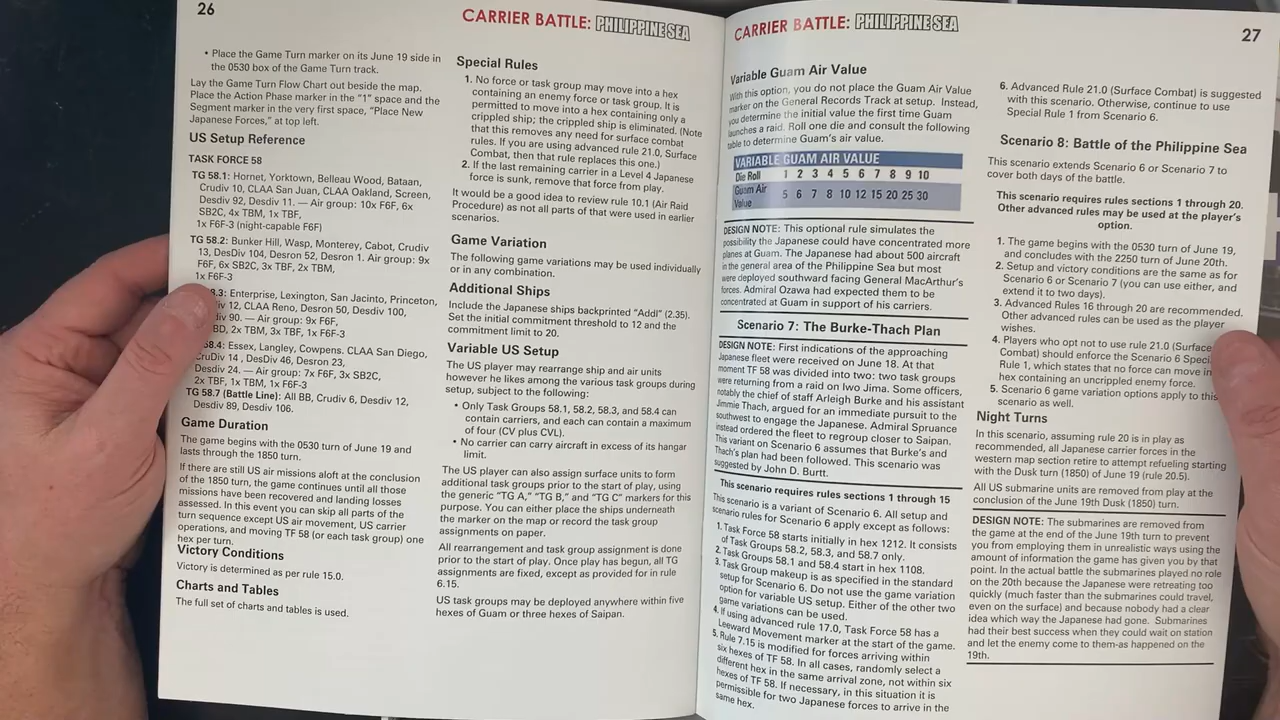 26
CARRIER BATTLE: PHILIPPINE SEA
• Place the Game Turn marker on its June 19 side in
the 0530 box of the Game Turn track.
Lay the Game Turn Flow Chart out beside the map.
Place the Action Phase marker in the "1" space and the
Segment marker in the very first space, "Place New
Japanese Forces," at top left.
US Setup Reference
TASK FORCE 58
TG 58.1: Hornet, Yorktown, Belleau Wood, Bataan,
Crudiv 10, CLAA San Juan, CLAA Oakland, Screen,
Desdiv 92, Desdiv 11. — Air group: 10x F6F, 6x
SB2C, 4x TBM, 1x TBF,
1x F6F-3 (night-capable F6F)
TG 58.2: Bunker Hill, Wasp, Monterey, Cabot, Crudiv
13, DesDiv 104, Desron 52, Desron 1. Air group: 9x
F6F, 6x SB2C, 3x TBF, 2x TBM,
1x F6F-3
8.3: Enterprise, Lexington, San Jacinto, Princeton,
div 12, CLAA Reno, Desron 50, Desdiv 100,
div 90. — Air group: 9x F6F,
BD, 2x TBM, 3x TBF, 1x F6F-3
58.4: Essex, Langley, Cowpens. CLAA San Diego,
CruDiv 14 , DesDiv 46, Desron 23,
Desdiv 24. — Air group: 7x F6F, 3x SB2C,
2x TBF, 1x TBM, 1x F6F-3
TG 58.7 (Battle Line): All BB, Crudiv 6, Desdiv 12,
Desdiv 89, Desdiv 106.
Game Duration
The game begins with the 0530 turn of June 19 and
lasts through the 1850 turn.
If there are still US air missions aloft at the conclusion
of the 1850 turn, the game continues until all those
missions have been recovered and landing losses
assessed. In this event you can skip all parts of the
turn sequence except US air movement, US carrier
operations, and moving TF 58 (or each task group) one
hex per turn.
Victory Conditions
Victory is determined as per rule 15.0.
Charts and Tables
The full set of charts and tables is used.
Special Rules
1. No force or task group may move into a hex
containing an enemy force or task group. It is
permitted to move into a hex containing only a
crippled ship; the crippled ship is eliminated. (Note
that this removes any need for surface combat
rules. If you are using advanced rule 21.0, Surface
Combat, then that rule replaces this one.)
2. If the last remaining carrier in a Level 4 Japanese
force is sunk, remove that force from play.
It would be a good idea to review rule 10.1 (Air Raid
Procedure) as not all parts of that were used in earlier
scenarios.
Game Variation
The following game variations may be used individually
or in any combination.
Additional Ships
Include the Japanese ships backprinted "Addl" (2.35).
Set the initial commitment threshold to 12 and the
commitment limit to 20.
Variable US Setup
The US player may rearrange ship and air units
however he likes among the various task groups during
setup, subject to the following:
• Only Task Groups 58.1, 58.2, 58.3, and 58.4 can
contain carriers, and each can contain a maximum
of four (CV plus CVL).
• No carrier can carry aircraft in excess of its hangar
limit.
The US player can also assign surface units to form
additional task groups prior to the start of play, using
the generic "TG A," "TG B," and "TG C" markers for this
purpose. You can either place the ships underneath
the marker on the map or record the task group
assignments on paper.
All rearrangement and task group assignment is done
prior to the start of play. Once play has begun, all TG
assignments are fixed, except as provided for in rule
6.15.
US task groups may be deployed anywhere within five
hexes of Guam or three hexes of Saipan.
CARRIER BATTLE: PHILIPPINE SEA
27
Variable Guam Air Value
With this option, you do not place the Guam Air Value
marker on the General Records Track at setup. Instead,
you determine the initial value the first time Guam
launches a raid. Roll one die and consult the following
table to determine Guam's air value.
VARIABLE GUAM AIR VALUE
Die Roll 1 2 3 4 5 6 7 8 9 10
Guam Air
Value 5 6 7 8 10 12 15 20 25 30
DESIGN NOTE: This optional rule simulates the
possibility the Japanese could have concentrated more
planes at Guam. The Japanese had about 500 aircraft
in the general area of the Philippine Sea but most
were deployed southward facing General MacArthur's
forces. Admiral Ozawa had expected them to be
concentrated at Guam in support of his carriers.
Scenario 7: The Burke-Thach Plan
DESIGN NOTE: First indications of the approaching
Japanese fleet were received on June 18. At that
moment TF 58 was divided into two: two task groups
were returning from a raid on Iwo Jima. Some officers,
notably the chief of staff Arleigh Burke and his assistant
Jimmie Thach, argued for an immediate pursuit to the
southwest to engage the Japanese. Admiral Spruance
instead ordered the fleet to regroup closer to Saipan.
This variant on Scenario 6 assumes that Burke's and
Thach's plan had been followed. This scenario was
suggested by John D. Burtt.
This scenario requires rules sections 1 through 15
This scenario is a variant of Scenario 6. All setup and
scenario rules for Scenario 6 apply except as follows:
1. Task Force 58 starts initially in hex 1212. It consists
of Task Groups 58.2, 58.3, and 58.7 only.
2. Task Groups 58.1 and 58.4 start in hex 1108.
3. Task Group makeup is as specified in the standard
setup for Scenario 6. Do not use the game variation
option for variable US setup. Either of the other two
game variations can be used.
4. If using advanced rule 17.0, Task Force 58 has a
Leeward Movement marker at the start of the game.
5. Rule 7.15 is modified for forces arriving within
six hexes of TF 58. In all cases, randomly select a
different hex in the same arrival zone, not within six
hexes of TF 58. If necessary, in this situation it is
permissible for two Japanese forces to arrive in the
same hex.
6. Advanced Rule 21.0 (Surface Combat) is suggested
with this scenario. Otherwise, continue to use
Special Rule 1 from Scenario 6.
Scenario 8: Battle of the Philippine Sea
This scenario extends Scenario 6 or Scenario 7 to
cover both days of the battle.
This scenario requires rules sections 1 through 20.
Other advanced rules may be used at the player's
option.
1. The game begins with the 0530 turn of June 19,
and concludes with the 2250 turn of June 20th.
2. Setup and victory conditions are the same as for
Scenario 6 or Scenario 7 (you can use either, and
extend it to two days).
3. Advanced Rules 16 through 20 are recommended.
Other advanced rules can be used as the player
wishes.
4. Players who opt not to use rule 21.0 (Surface
Combat) should enforce the Scenario 6 Speci
Rule 1, which states that no force can move in
hex containing an uncrippled enemy force.
5. Scenario 6 game variation options apply to this
scenario as well.
Night Turns
In this scenario, assuming rule 20 is in play as
recommended, all Japanese carrier forces in the
western map section retire to attempt refueling starting
with the Dusk turn (1850) of June 19 (rule 20.5).
All US submarine units are removed from play at the
conclusion of the June 19th Dusk (1850) turn.
DESIGN NOTE: The submarines are removed from
the game at the end of the June 19th turn to prevent
you from employing them in unrealistic ways using the
amount of information the game has given you by that
point. In the actual battle the submarines played no role
on the 20th because the Japanese were retreating too
quickly (much faster than the submarines could travel,
even on the surface) and because nobody had a clear
idea which way the Japanese had gone. Submarines
had their best success when they could wait on station
and let the enemy come to them-as happened on the
19th.